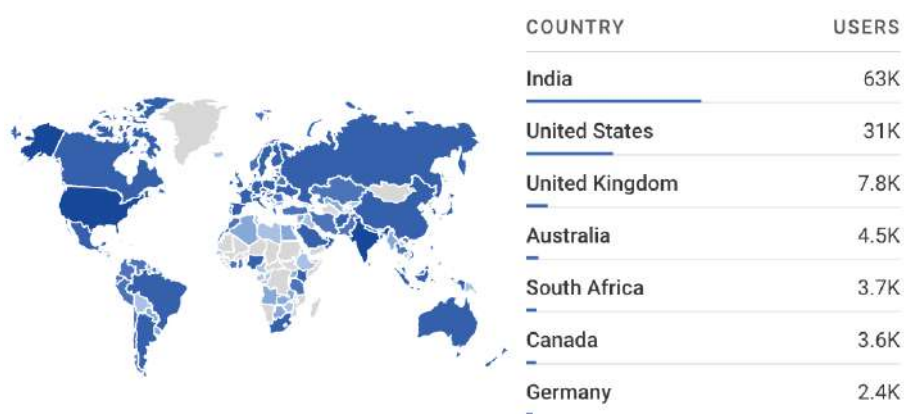 COUNTRY USERS
India 63K
United States 31K
United Kingdom 7.8K
Australia 4.5K
South Africa 3.7K
Canada 3.6K
Germany 2.4K